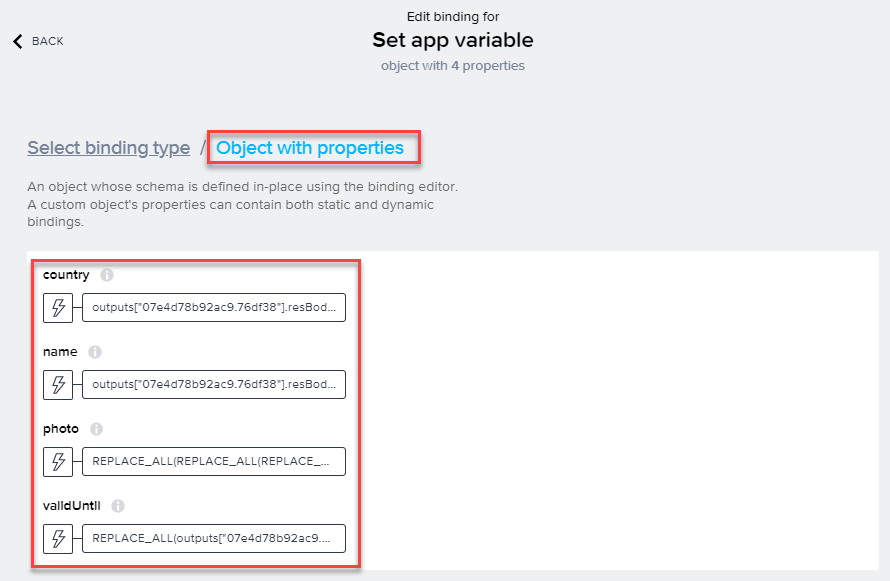 Edit binding for
BACK
Set app variable
object with 4 properties
Select binding type / Object with properties
An object whose schema is defined in-place using the binding editor.
A custom object's properties can contain both static and dynamic
bindings.
country
outputs["07e4d78b92ac9.76df38"].resBod...
name
outputs["07e4d78b92ac9.76df38"].resBod...
photo
REPLACE_ALL(REPLACE_ALL(REPLACE_...
validUntil
REPLACE_ALL(outputs["07e4d78b92ac9....